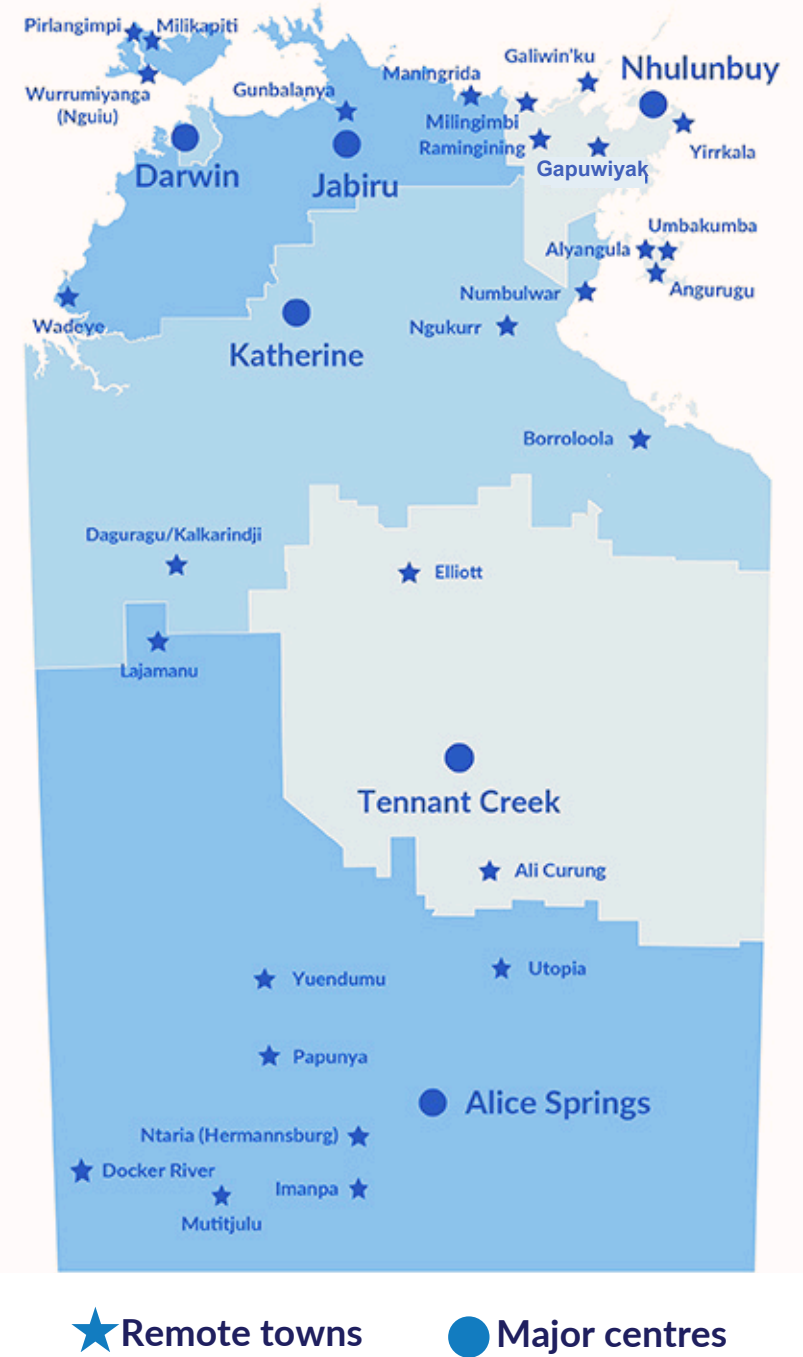 Pirlangimpi
Milikapiti
Wurrumiyanga
(Nguiu)
Gunbalanya
Maningrida
Galiwin'ku
Nhulunbuy
Milingimbi
Ramingining
Yirrkala
Darwin
Jabiru
Gapuwiyak
Umbakumba
Alyangula
Angurugu
Numbulwar
Wadeye
Ngukurr
Katherine
Borroloola
Daguragu/Kalkarindji
Elliott
Lajamanu
Tennant Creek
Ali Curung
Yuendumu
Utopia
Papunya
Alice Springs
Ntaria (Hermannsburg)
Docker River
Imanpa
Mutitjulu
Remote towns
Major centres